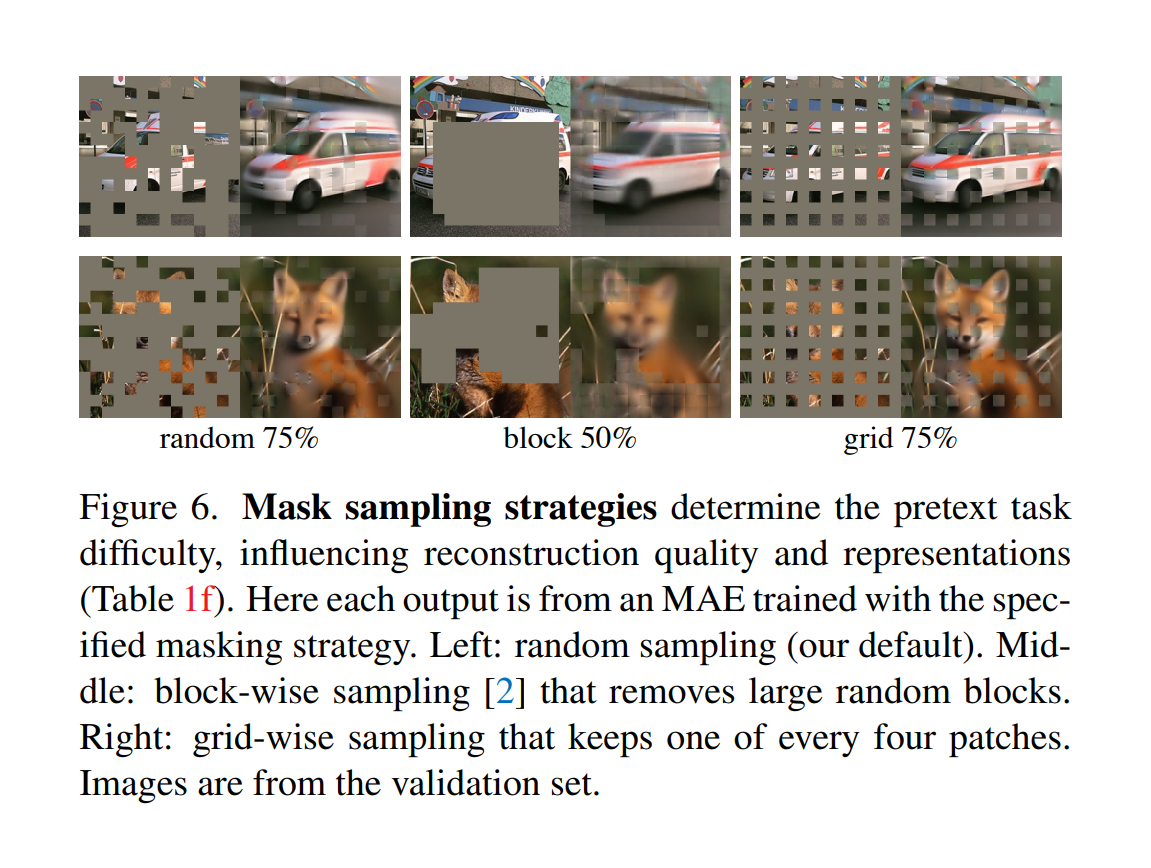 random 75%
block 50%
grid 75%
Figure 6. Mask sampling strategies determine the pretext task
difficulty, influencing reconstruction quality and representations
(Table 1f). Here each output is from an MAE trained with the spec-
ified masking strategy. Left: random sampling (our default). Mid-
dle: block-wise sampling [2] that removes large random blocks.
Right: grid-wise sampling that keeps one of every four patches.
Images are from the validation set.